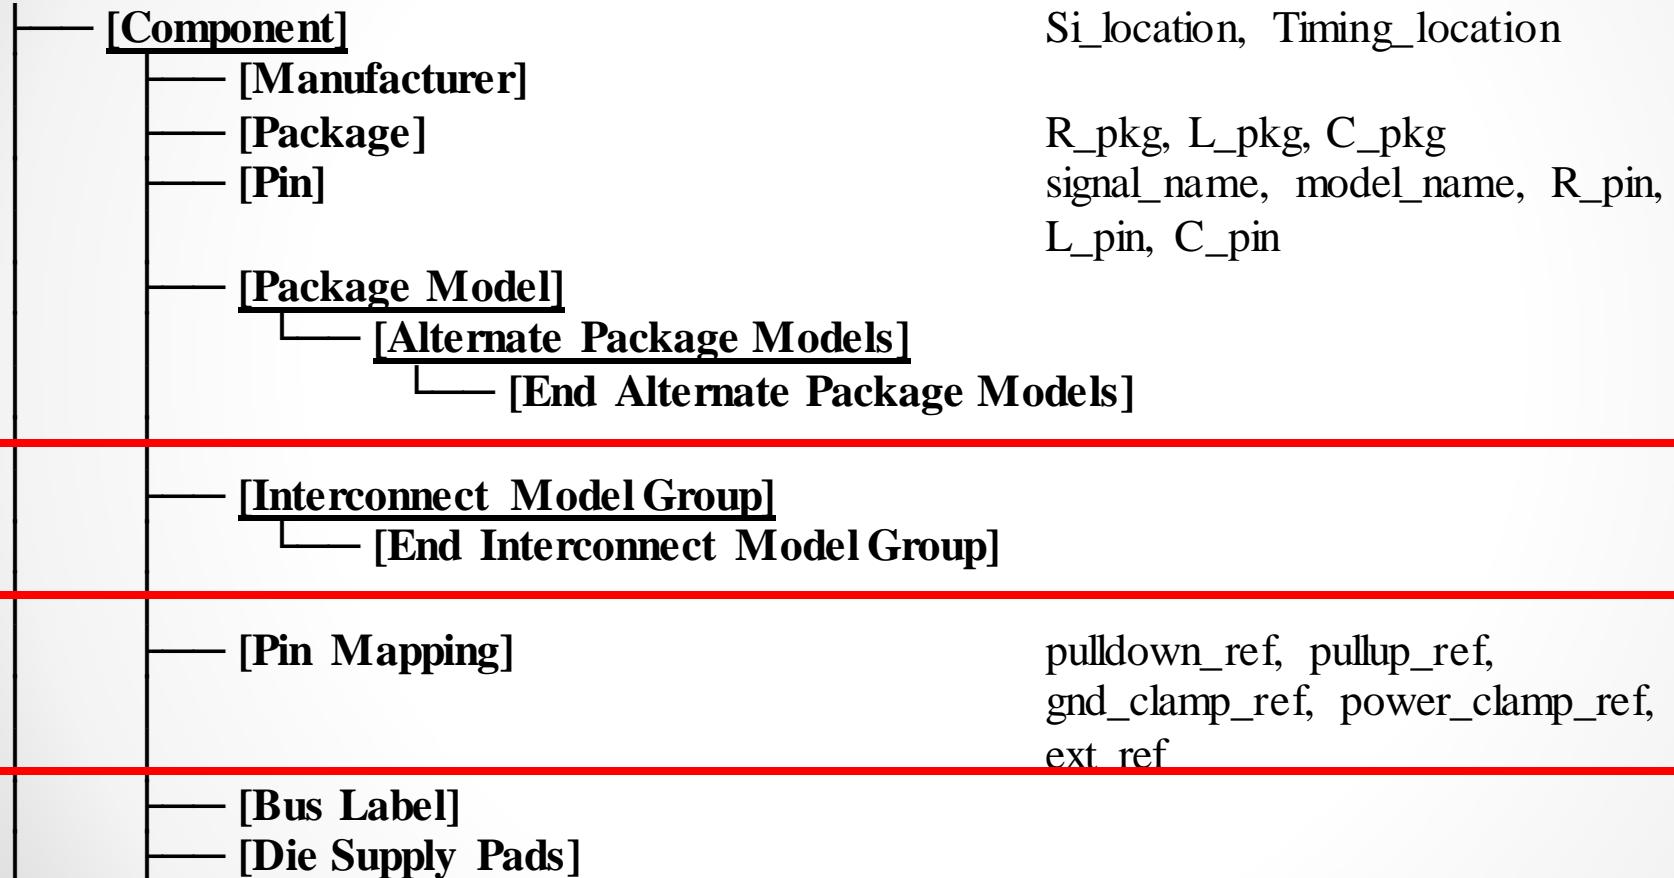 [Component] Si_location, Timing_location
[Manufacturer]
[Package] R_pkg, L_pkg, C_pkg
[Pin] signal_name, model_name, R_pin,
L_pin, C_pin
[Package Model]
[Alternate Package Models]
[End Alternate Package Models]
[Interconnect Model Group]
[End Interconnect Model Group]
[Pin Mapping] pulldown_ref, pullup_ref,
gnd_clamp_ref, power_clamp_ref,
ext_ref
[Bus Label]
[Die Supply Pads]